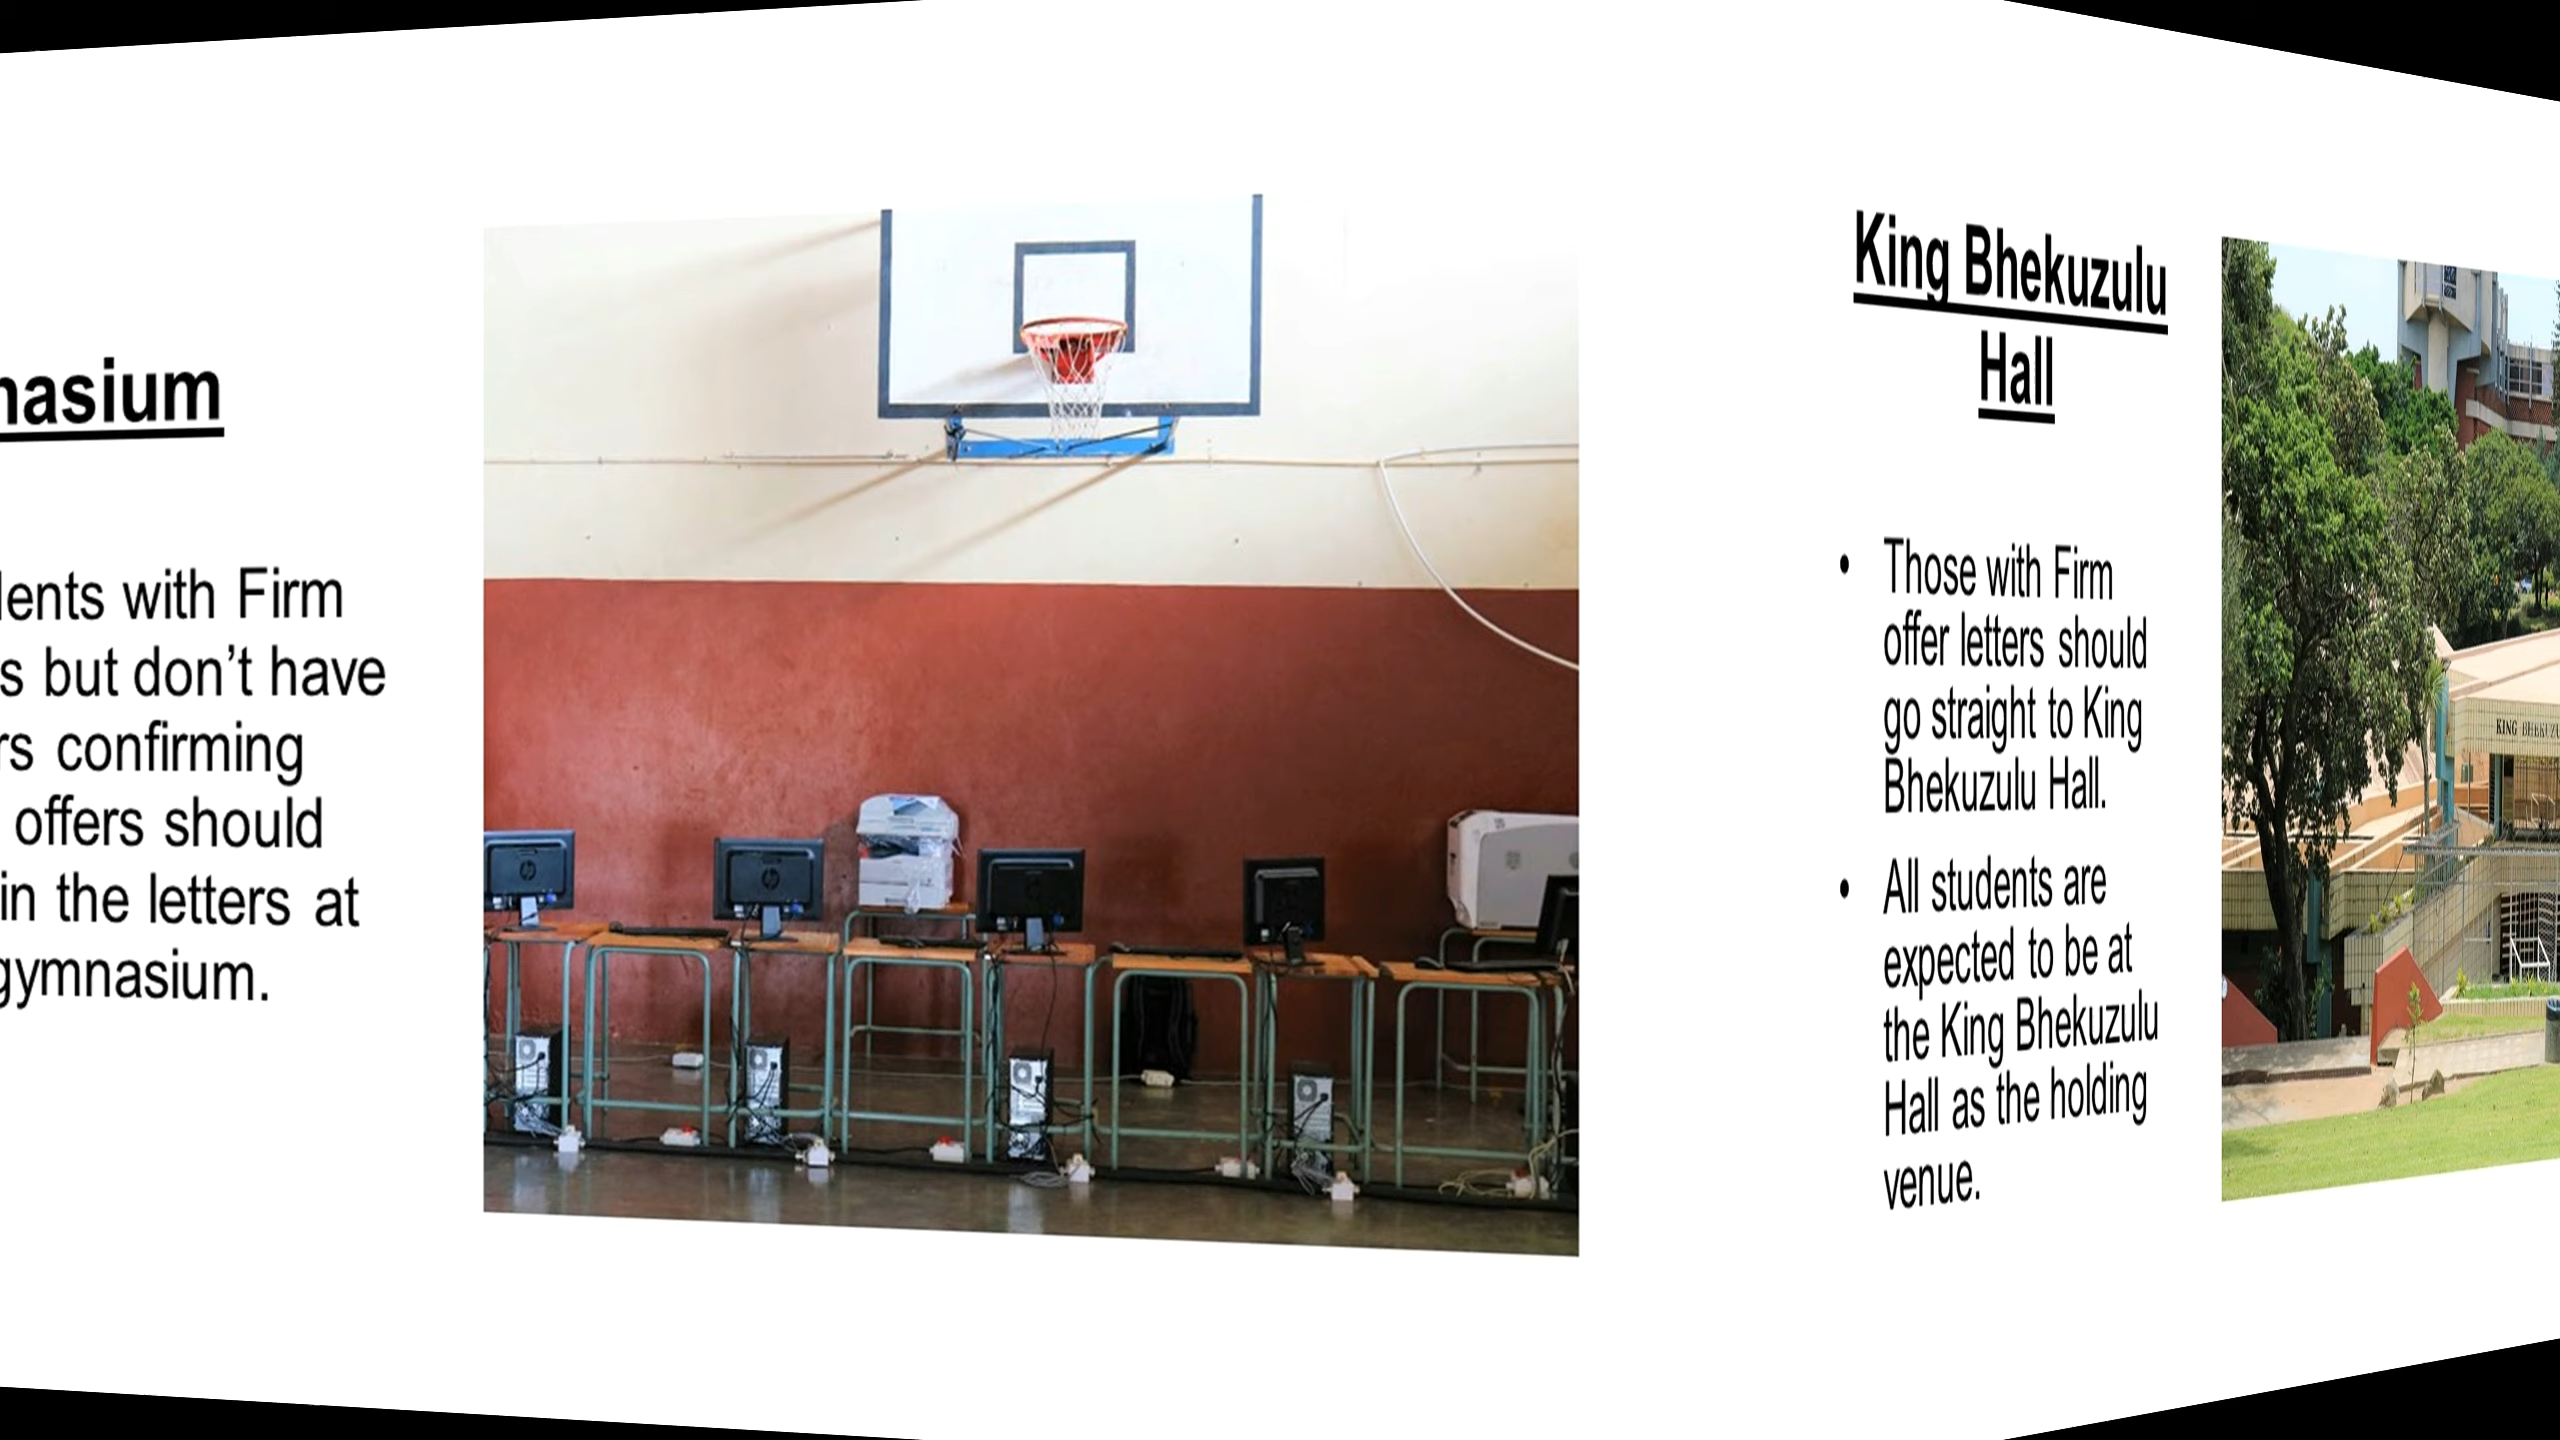 nasium
dents with Firm
s but don't have
rs confirming
offers should
in the letters at
gymnasium.
King Bhekuzulu
Hall
• Those with Firm
offer letters should
go straight to King
Bhekuzulu Hall.
• All students are
expected to be at
the King Bhekuzulu
Hall as the holding
venue.
KING BHEKUZU